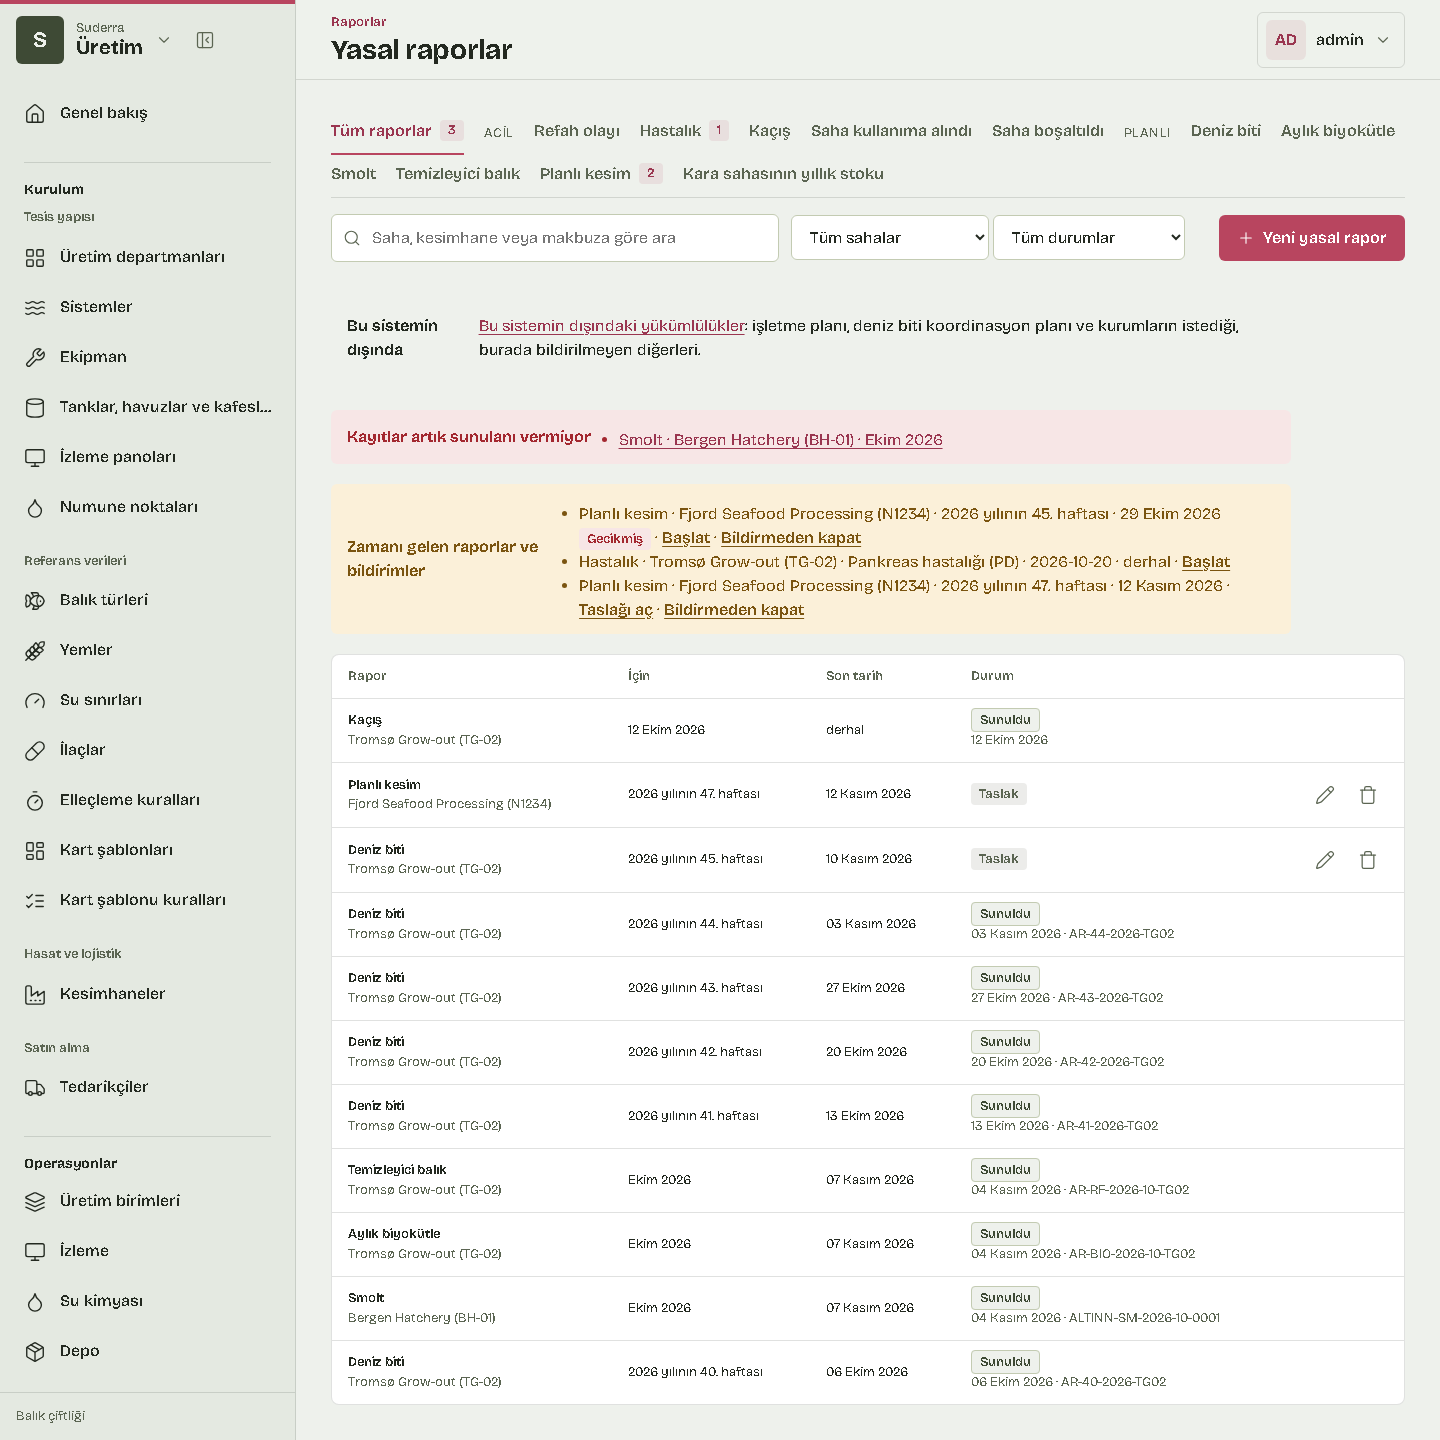 S
Suderra
Üretim
Genel bakış
Kurulum
Tesis yapısı
Üretim departmanları
Sistemler
Ekipman
Tanklar, havuzlar ve kafesl...
İzleme panoları
Numune noktaları
Referans verileri
Balık türleri
Yemler
Su sınırları
İlaçlar
Elleçleme kuralları
Kart şablonları
Kart şablonu kuralları
Hasat ve lojistik
Kesimhaneler
Satın alma
Tedarikçiler
Operasyonlar
Üretim birimleri
İzleme
Su kimyası
Depo
Balık çiftliği
Raporlar
Yasal raporlar
AD admin
Tüm raporlar 3 ACİL Refah olayı Hastalık 1 Kaçış Saha kullanıma alındı Saha boşaltıldı PLANLI Deniz biti Aylık biyokütle
Smolt Temizleyici balık Planlı kesim 2 Kara sahasının yıllık stoku
Saha, kesimhane veya makbuza göre ara Tüm sahalar Tüm durumlar + Yeni yasal rapor
Bu sistemin dışında
Bu sistemin dışındaki yükümlülükler: işletme planı, deniz biti koordinasyon planı ve kurumların istediği,
burada bildirilmeyen diğerleri.
Kayıtlar artık sunulanı vermiyor • Smolt · Bergen Hatchery (BH-01) · Ekim 2026
Zamanı gelen raporlar ve bildirimler
• Planlı kesim · Fjord Seafood Processing (N1234) · 2026 yılının 45. haftası · 29 Ekim 2026
Gecikmiş · Başlat · Bildirmeden kapat
• Hastalık · Tromsø Grow-out (TG-02) · Pankreas hastalığı (PD) · 2026-10-20 · derhal · Başlat
• Planlı kesim · Fjord Seafood Processing (N1234) · 2026 yılının 47. haftası · 12 Kasım 2026 ·
Taslağı aç · Bildirmeden kapat
Rapor İçin Son tarih Durum
Kaçış
Tromsø Grow-out (TG-02)
12 Ekim 2026
derhal
Sunuldu
12 Ekim 2026
Planlı kesim
Fjord Seafood Processing (N1234)
2026 yılının 47. haftası
12 Kasım 2026
Taslak
Deniz biti
Tromsø Grow-out (TG-02)
2026 yılının 45. haftası
10 Kasım 2026
Taslak
Deniz biti
Tromsø Grow-out (TG-02)
2026 yılının 44. haftası
03 Kasım 2026
Sunuldu
03 Kasım 2026 · AR-44-2026-TG02
Deniz biti
Tromsø Grow-out (TG-02)
2026 yılının 43. haftası
27 Ekim 2026
Sunuldu
27 Ekim 2026 · AR-43-2026-TG02
Deniz biti
Tromsø Grow-out (TG-02)
2026 yılının 42. haftası
20 Ekim 2026
Sunuldu
20 Ekim 2026 · AR-42-2026-TG02
Deniz biti
Tromsø Grow-out (TG-02)
2026 yılının 41. haftası
13 Ekim 2026
Sunuldu
13 Ekim 2026 · AR-41-2026-TG02
Temizleyici balık
Tromsø Grow-out (TG-02)
Ekim 2026
07 Kasım 2026
Sunuldu
04 Kasım 2026 · AR-RF-2026-10-TG02
Aylık biyokütle
Tromsø Grow-out (TG-02)
Ekim 2026
07 Kasım 2026
Sunuldu
04 Kasım 2026 · AR-BIO-2026-10-TG02
Smolt
Bergen Hatchery (BH-01)
Ekim 2026
07 Kasım 2026
Sunuldu
04 Kasım 2026 · ALTINN-SM-2026-10-0001
Deniz biti
Tromsø Grow-out (TG-02)
2026 yılının 40. haftası
06 Ekim 2026
Sunuldu
06 Ekim 2026 · AR-40-2026-TG02